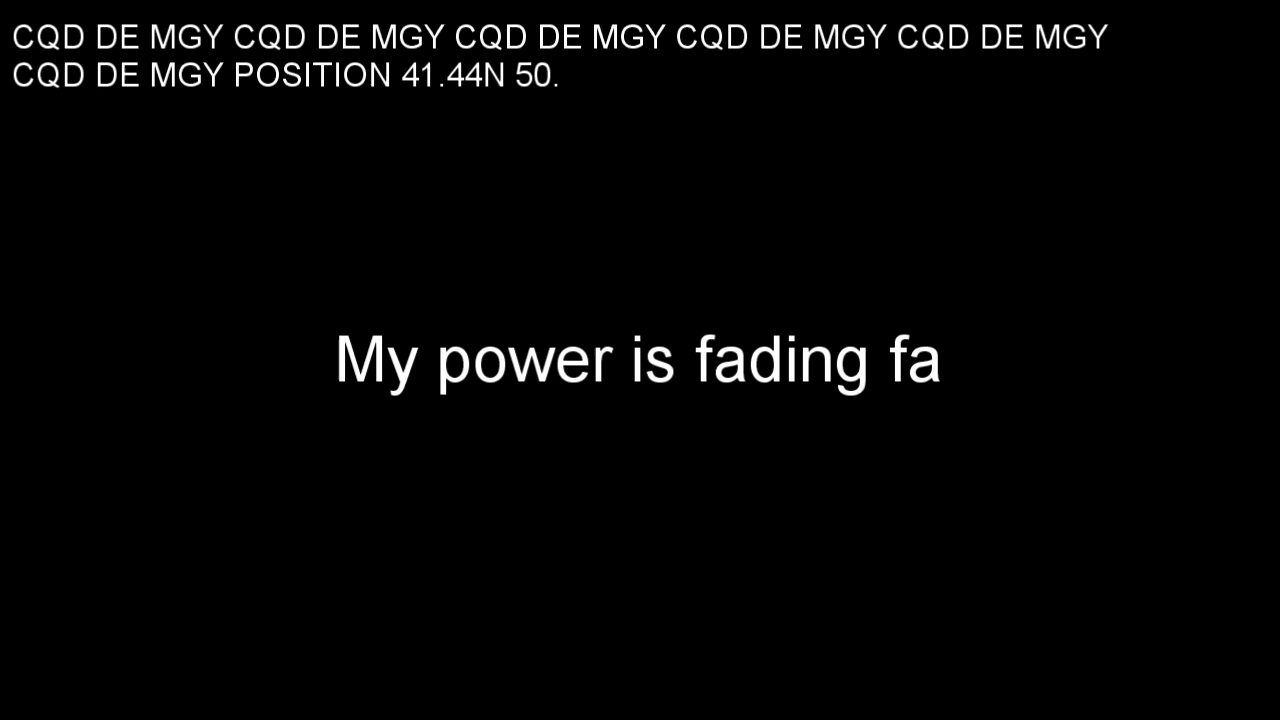 CQD DE MGY CQD DE MGY CQD DE MGY CQD DE MGY CQD DE MGY
CQD DE MGY POSITION 41.44N 50.
My power is fading fa